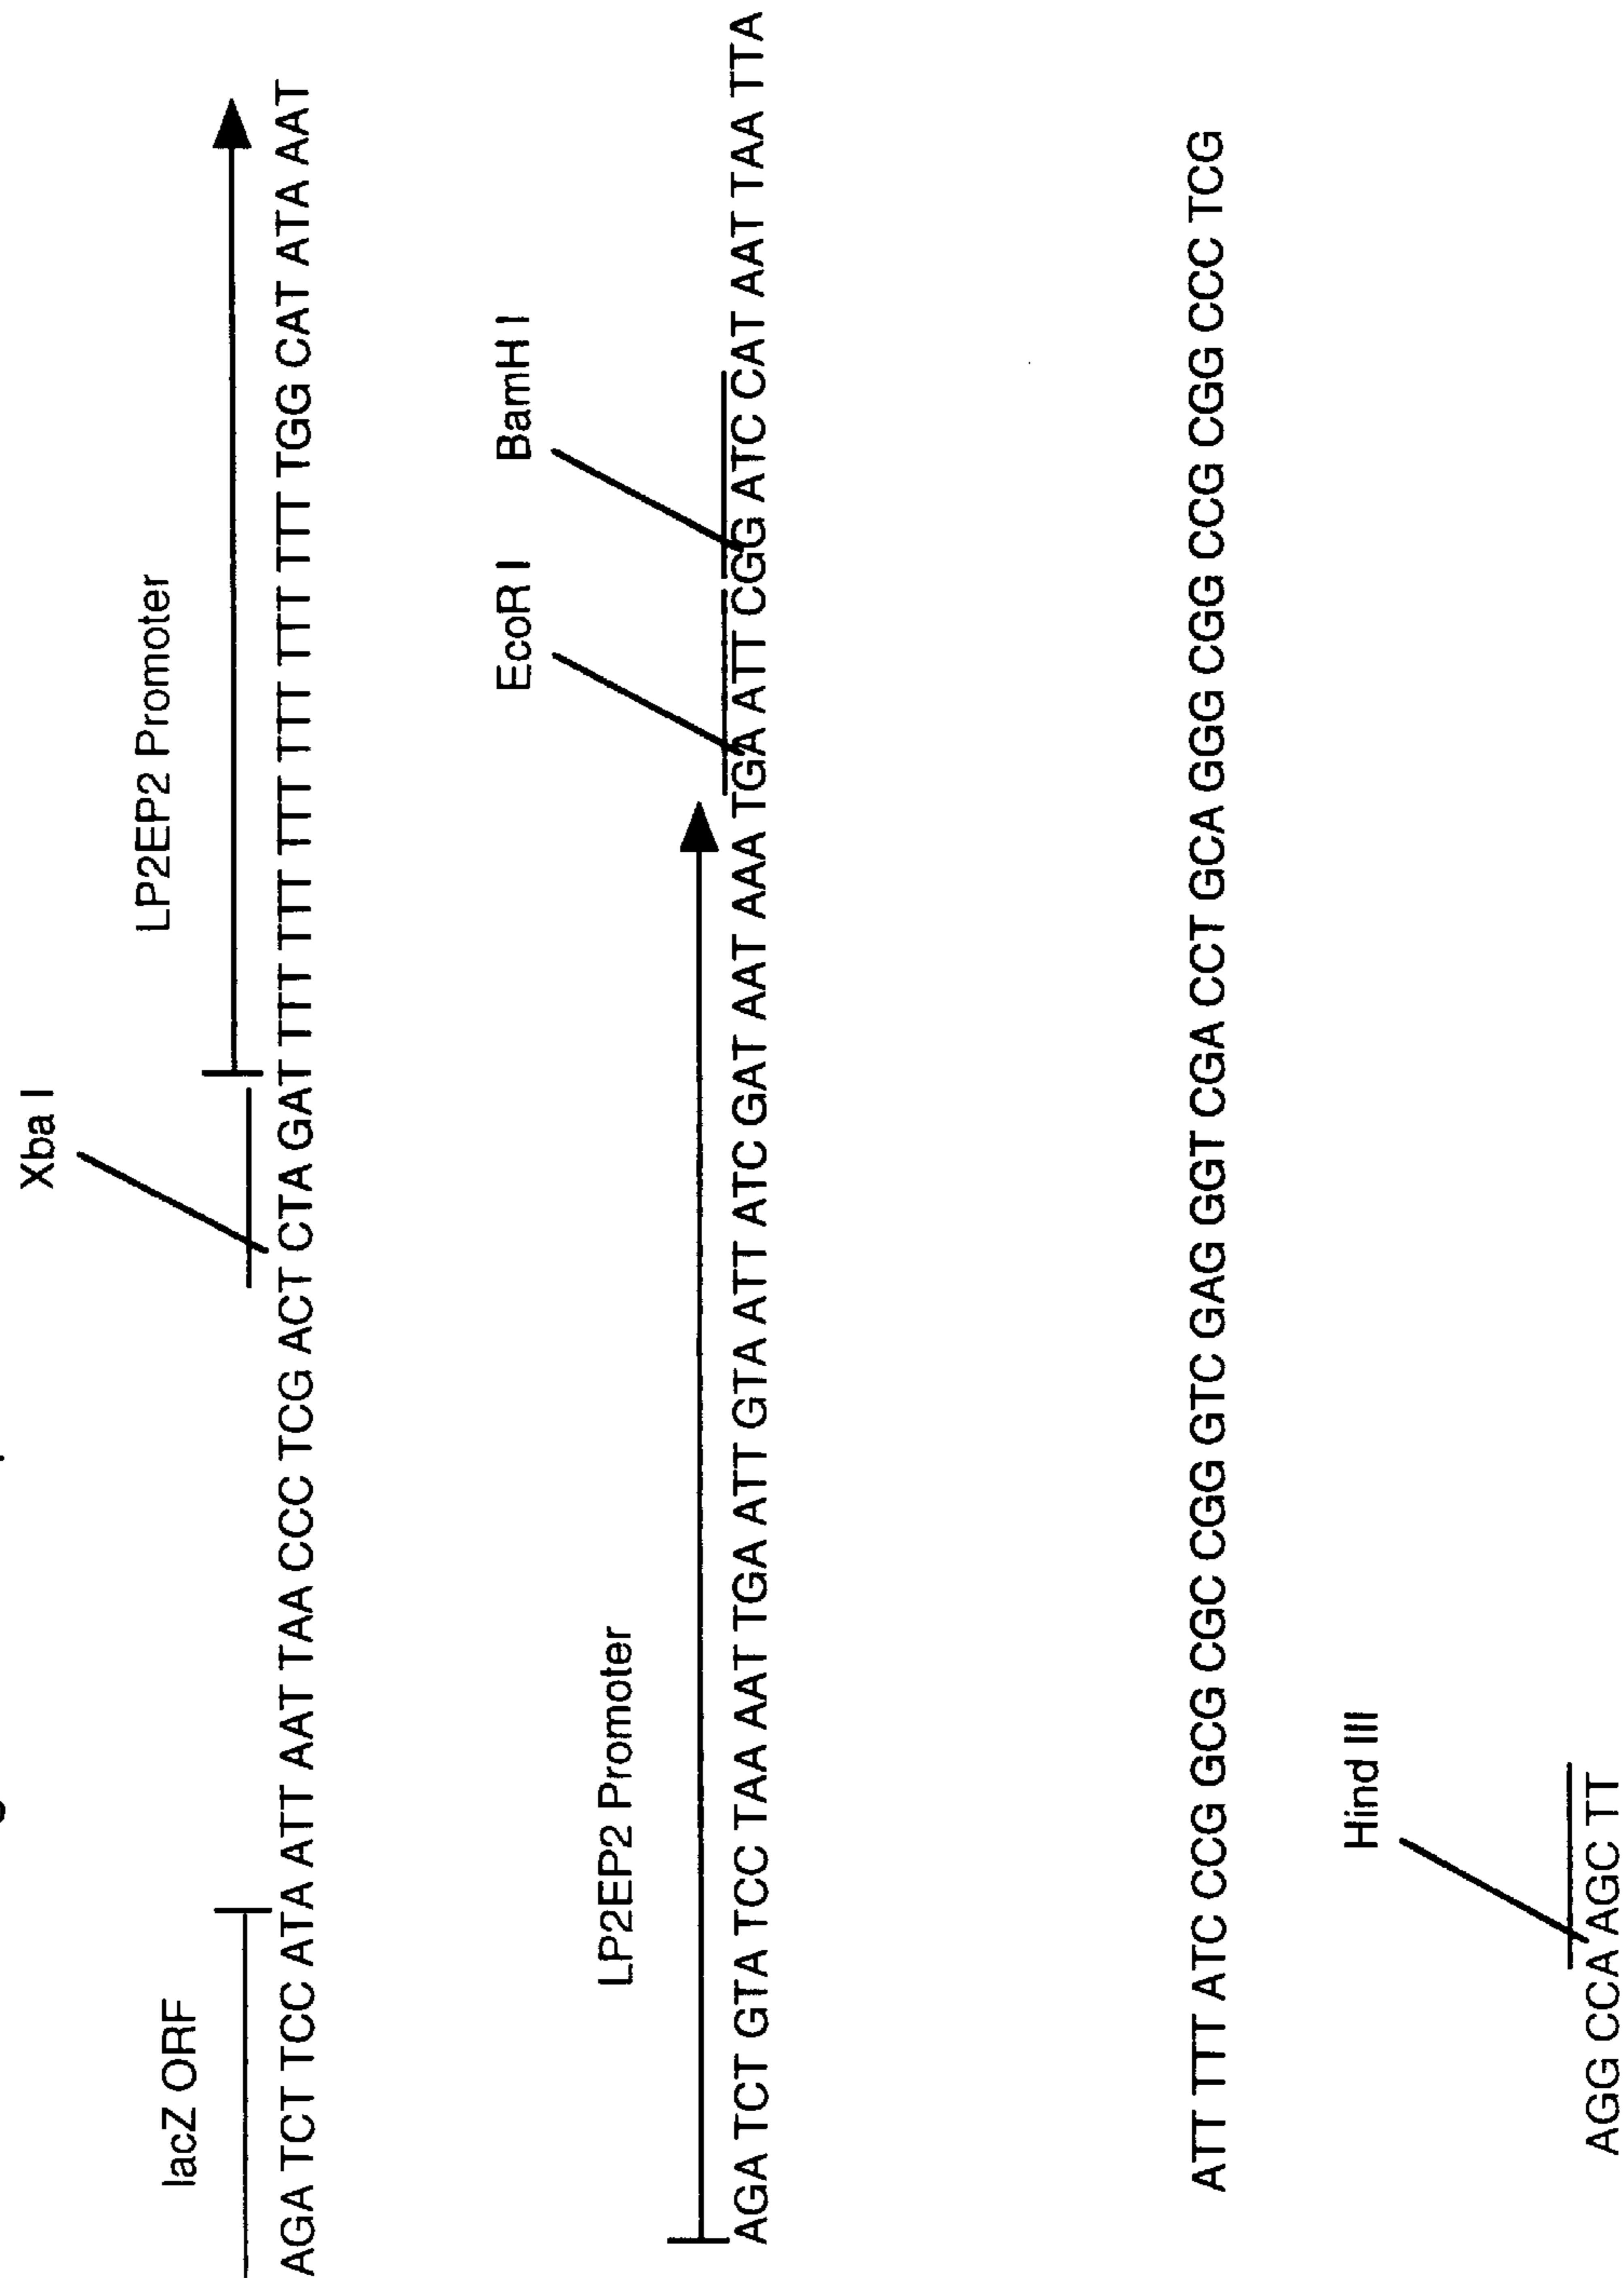 Xba I
lacZ ORF
LP2EP2 Promoter
AGA TCT TCC ATA ATT AAT TAA CCC TCG ACT CTA GAT TTT TTT TTT TTT TTT TTT TTT TGG CAT ATA AAT
EcoR I
BamH I
LP2EP2 Promoter
AGA TCT GTA TCC TAA AAT TGA ATT GTA ATT ATC GAT AAT AAA TGA ATT CGG ATC CAT AAT TAA TTA
ATT TTT ATC CCG GCG CGC CGG GTC GAG GGT CGA CCT GCA GGG CGG CCG CGG CCC TCG
Hind III
AGG CCA AGC TT